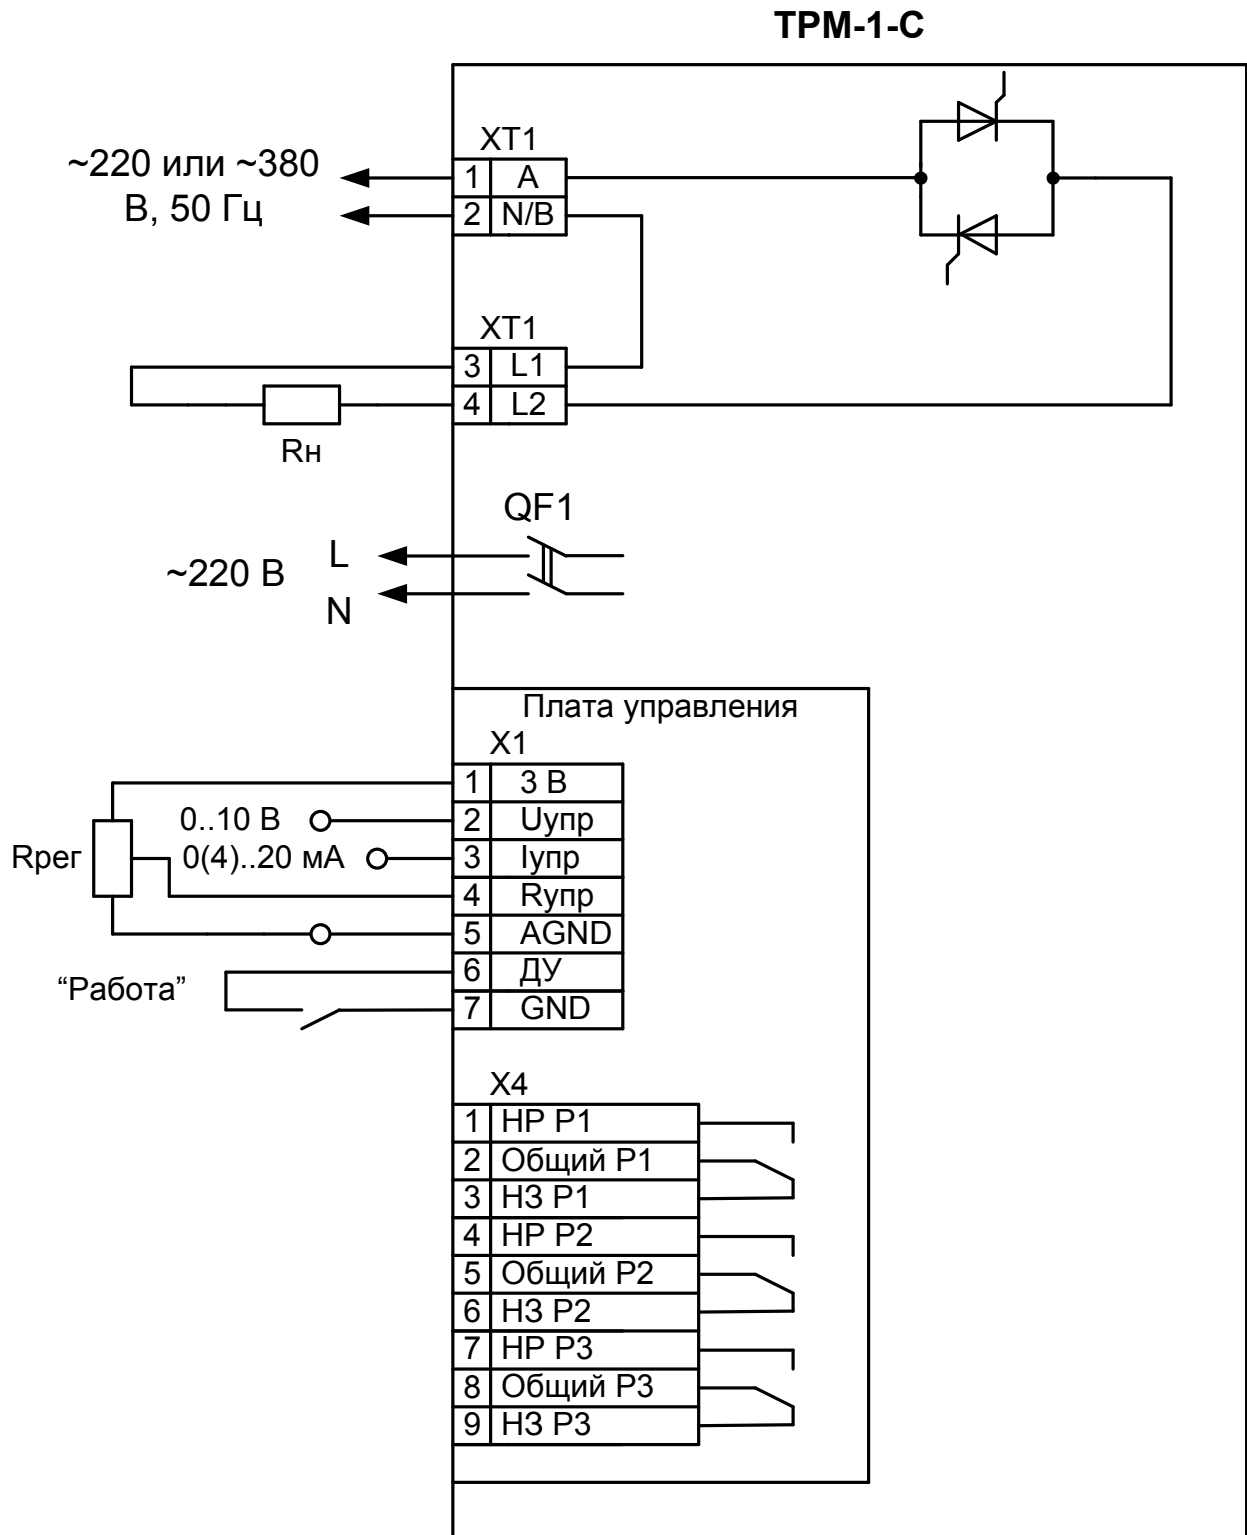 ТРМ-1-С
XT1
~220 или ~380
В, 50 Гц
1 A
2 N/B
XT1
3 L1
4 L2
Rн
QF1
~220 В
L
N
Плата управления
X1
1 3 В
0..10 В 2 Uупр
Rрег 0(4)..20 мА 3 Iупр
4 Rупр
5 AGND
“Работа” 6 ДУ
7 GND
X4
1 НР Р1
2 Общий Р1
3 НЗ Р1
4 НР Р2
5 Общий Р2
6 НЗ Р2
7 НР Р3
8 Общий Р3
9 НЗ Р3